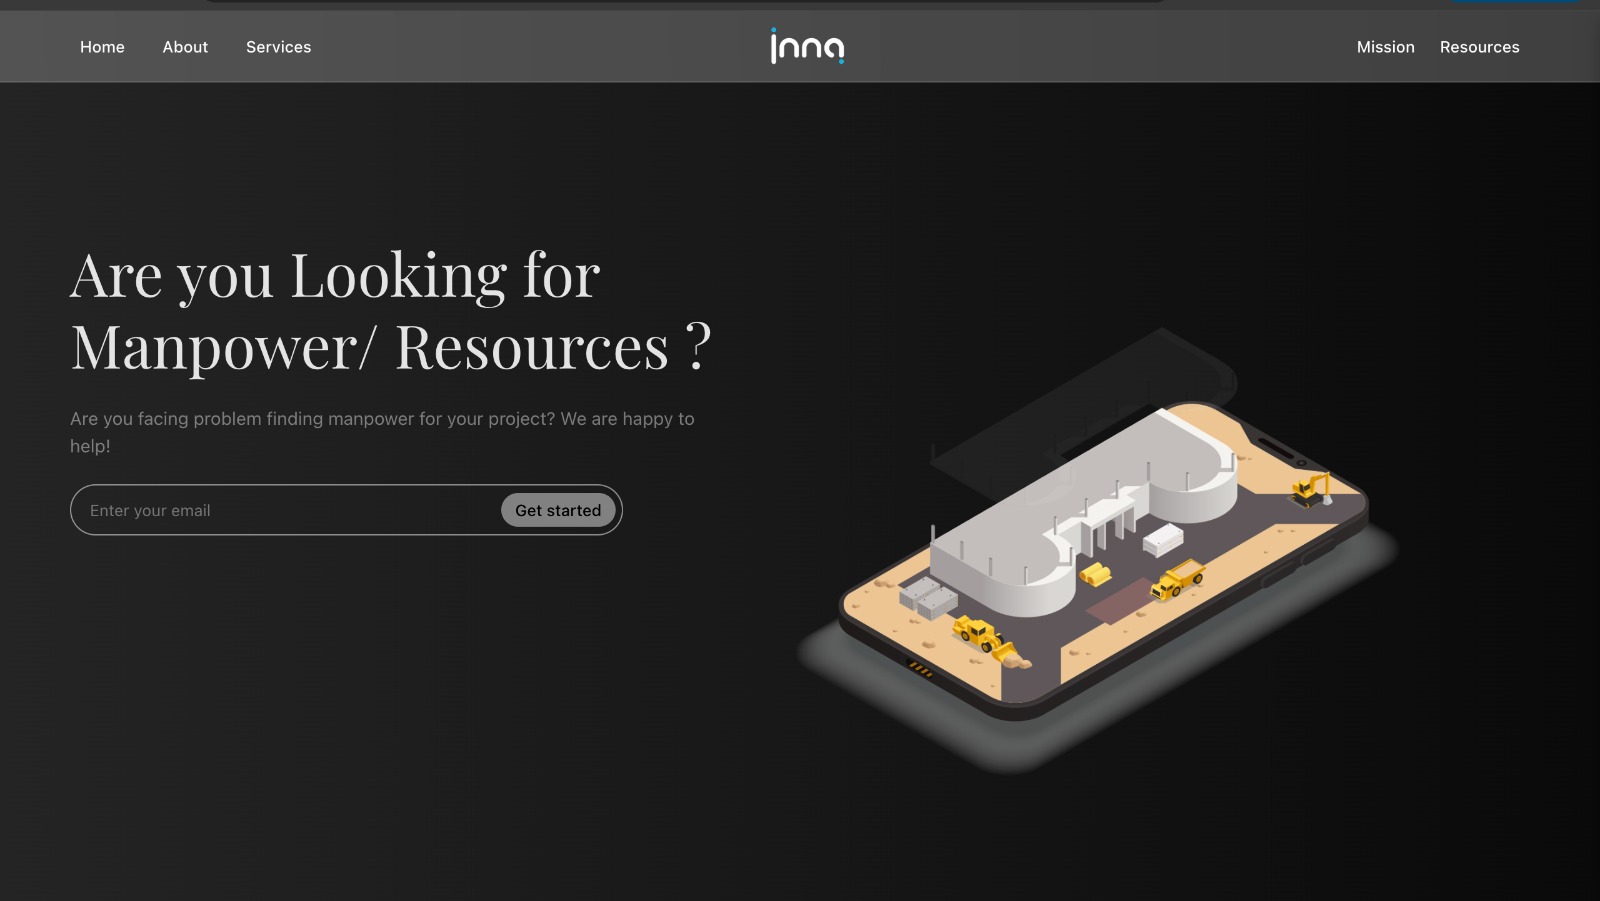 Home About Services inna Mission Resources
Are you Looking for
Manpower/ Resources ?
Are you facing problem finding manpower for your project? We are happy to
help!
Enter your email Get started